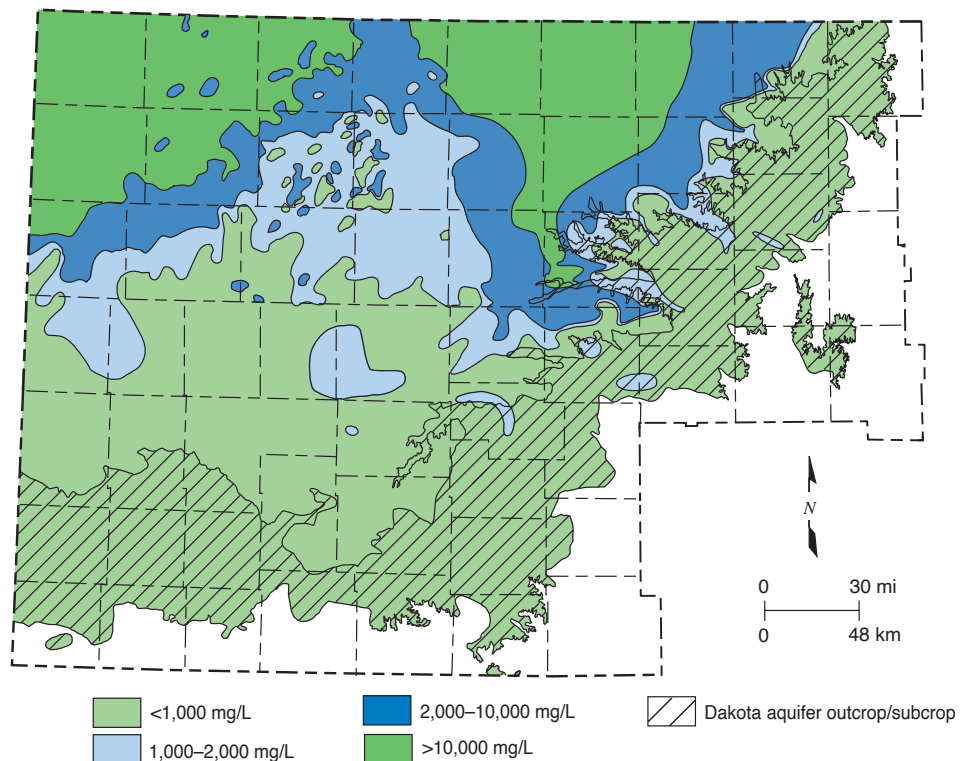 N
0 30 mi
0 48 km
<1,000 mg/L
1,000–2,000 mg/L
2,000–10,000 mg/L
>10,000 mg/L
Dakota aquifer outcrop/subcrop